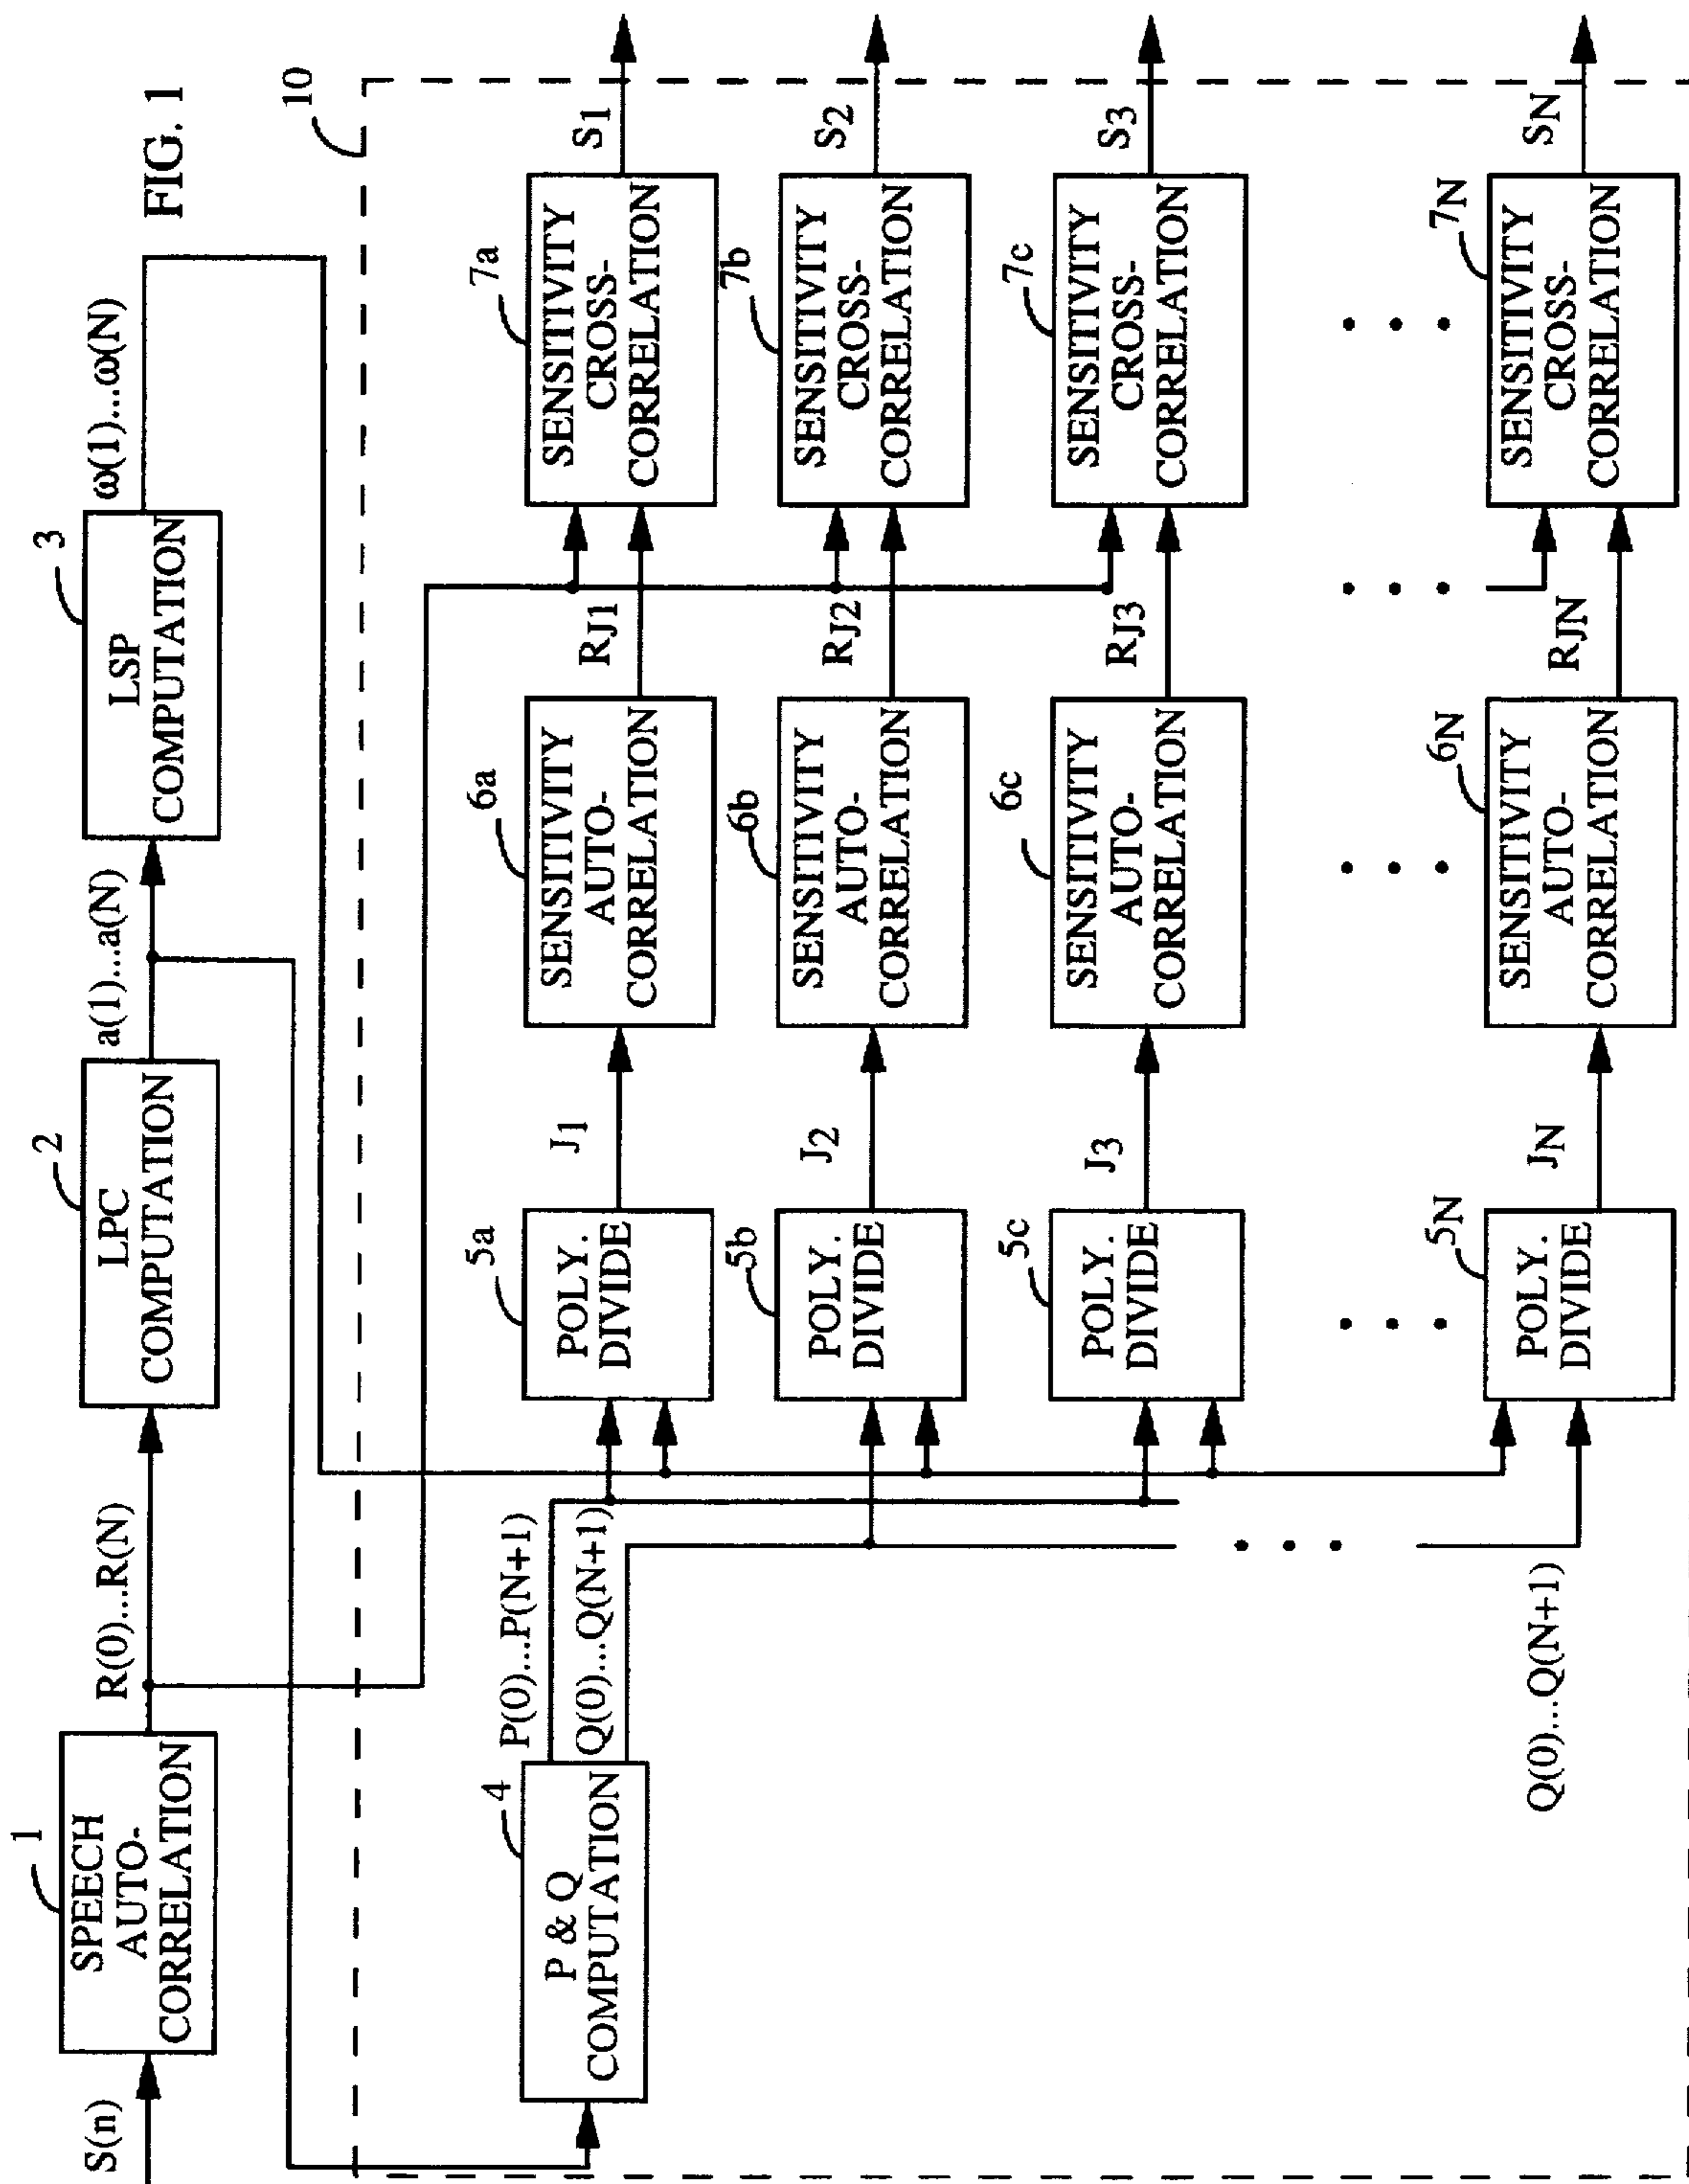 FIG. 1
S(n)
1
SPEECH
AUTO-
CORRELATION
R(0)...R(N)
2
LPC
COMPUTATION
a(1)...a(N)
3
LSP
COMPUTATION
ω(1)...ω(N)
10
4
P & Q
COMPUTATION
P(0)...P(N+1)
Q(0)...Q(N+1)
5a
POLY.
DIVIDE
J1
6a
SENSITIVITY
AUTO-
CORRELATION
RJ1
7a
SENSITIVITY
CROSS-
CORRELATION
S1
5b
POLY.
DIVIDE
J2
6b
SENSITIVITY
AUTO-
CORRELATION
RJ2
7b
SENSITIVITY
CROSS-
CORRELATION
S2
5c
POLY.
DIVIDE
J3
6c
SENSITIVITY
AUTO-
CORRELATION
RJ3
7c
SENSITIVITY
CROSS-
CORRELATION
S3
Q(0)...Q(N+1)
5N
POLY.
DIVIDE
JN
6N
SENSITIVITY
AUTO-
CORRELATION
RJN
7N
SENSITIVITY
CROSS-
CORRELATION
SN